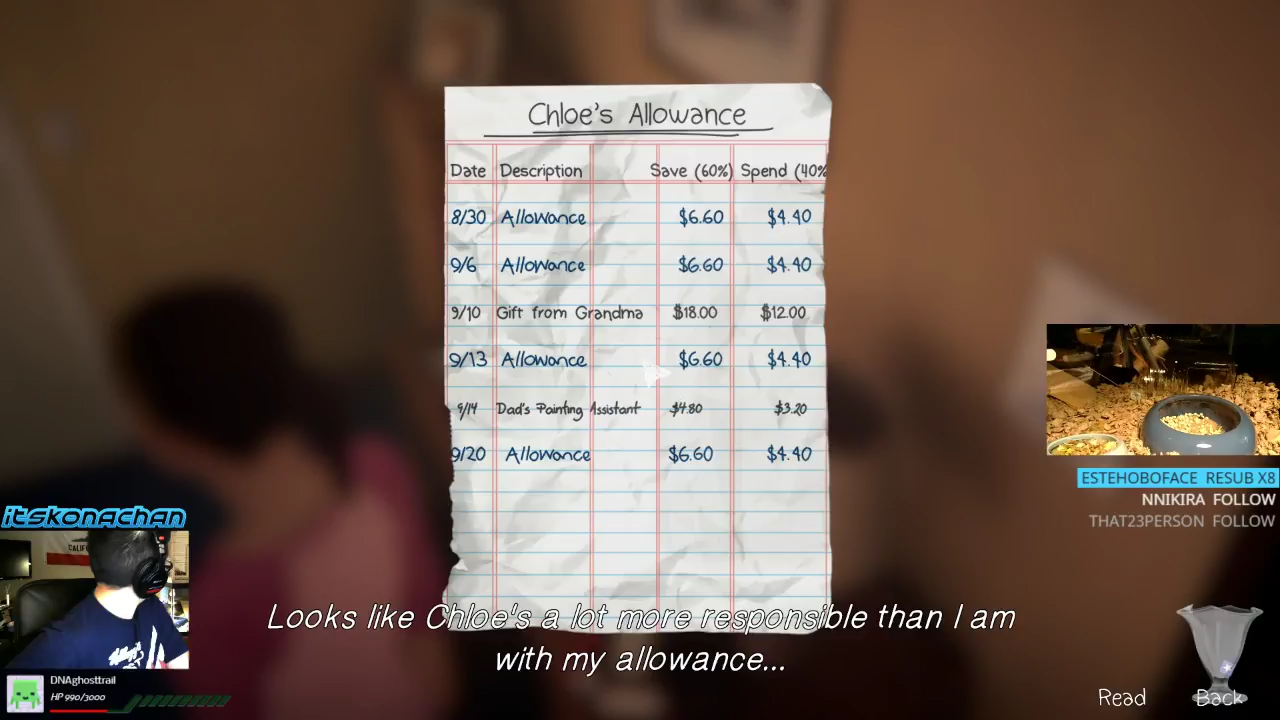 Chloe's Allowance
Date Description Save (60%) Spend (40%
8/30 Allowance $6.60 $4.40
9/6 Allowance $6.60 $4.40
9/10 Gift from Grandma $18.00 $12.00
9/13 Allowance $6.60 $4.40
9/14 Dad's Painting Assistant $4.80 $3.20
9/20 Allowance $6.60 $4.40
ESTEHOBOFACE RESUB X8
NNIKIRA FOLLOW
THAT23PERSON FOLLOW
itskonachan
CALIF
Looks like Chloe's a lot more responsible than I am
with my allowance...
DNAghosttrail
HP 990/3000
Read Back